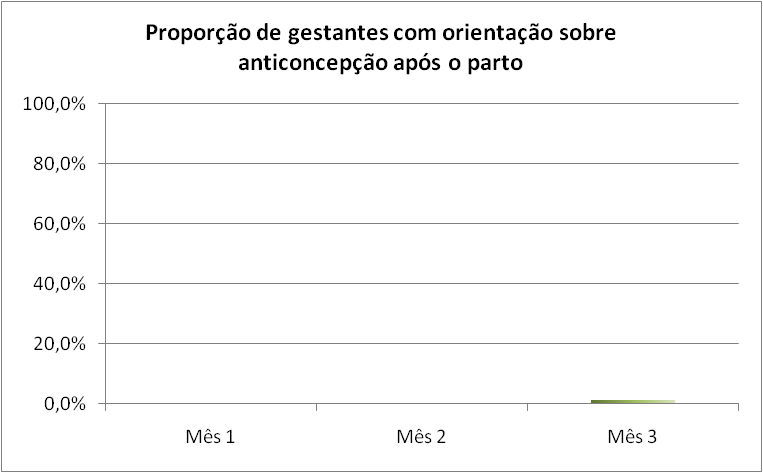 Proporção de gestantes com orientação sobre
anticoncepção após o parto
100,0%
80,0%
60,0%
40,0%
20,0%
0,0%
Mês 1
Mês 2
Mês 3